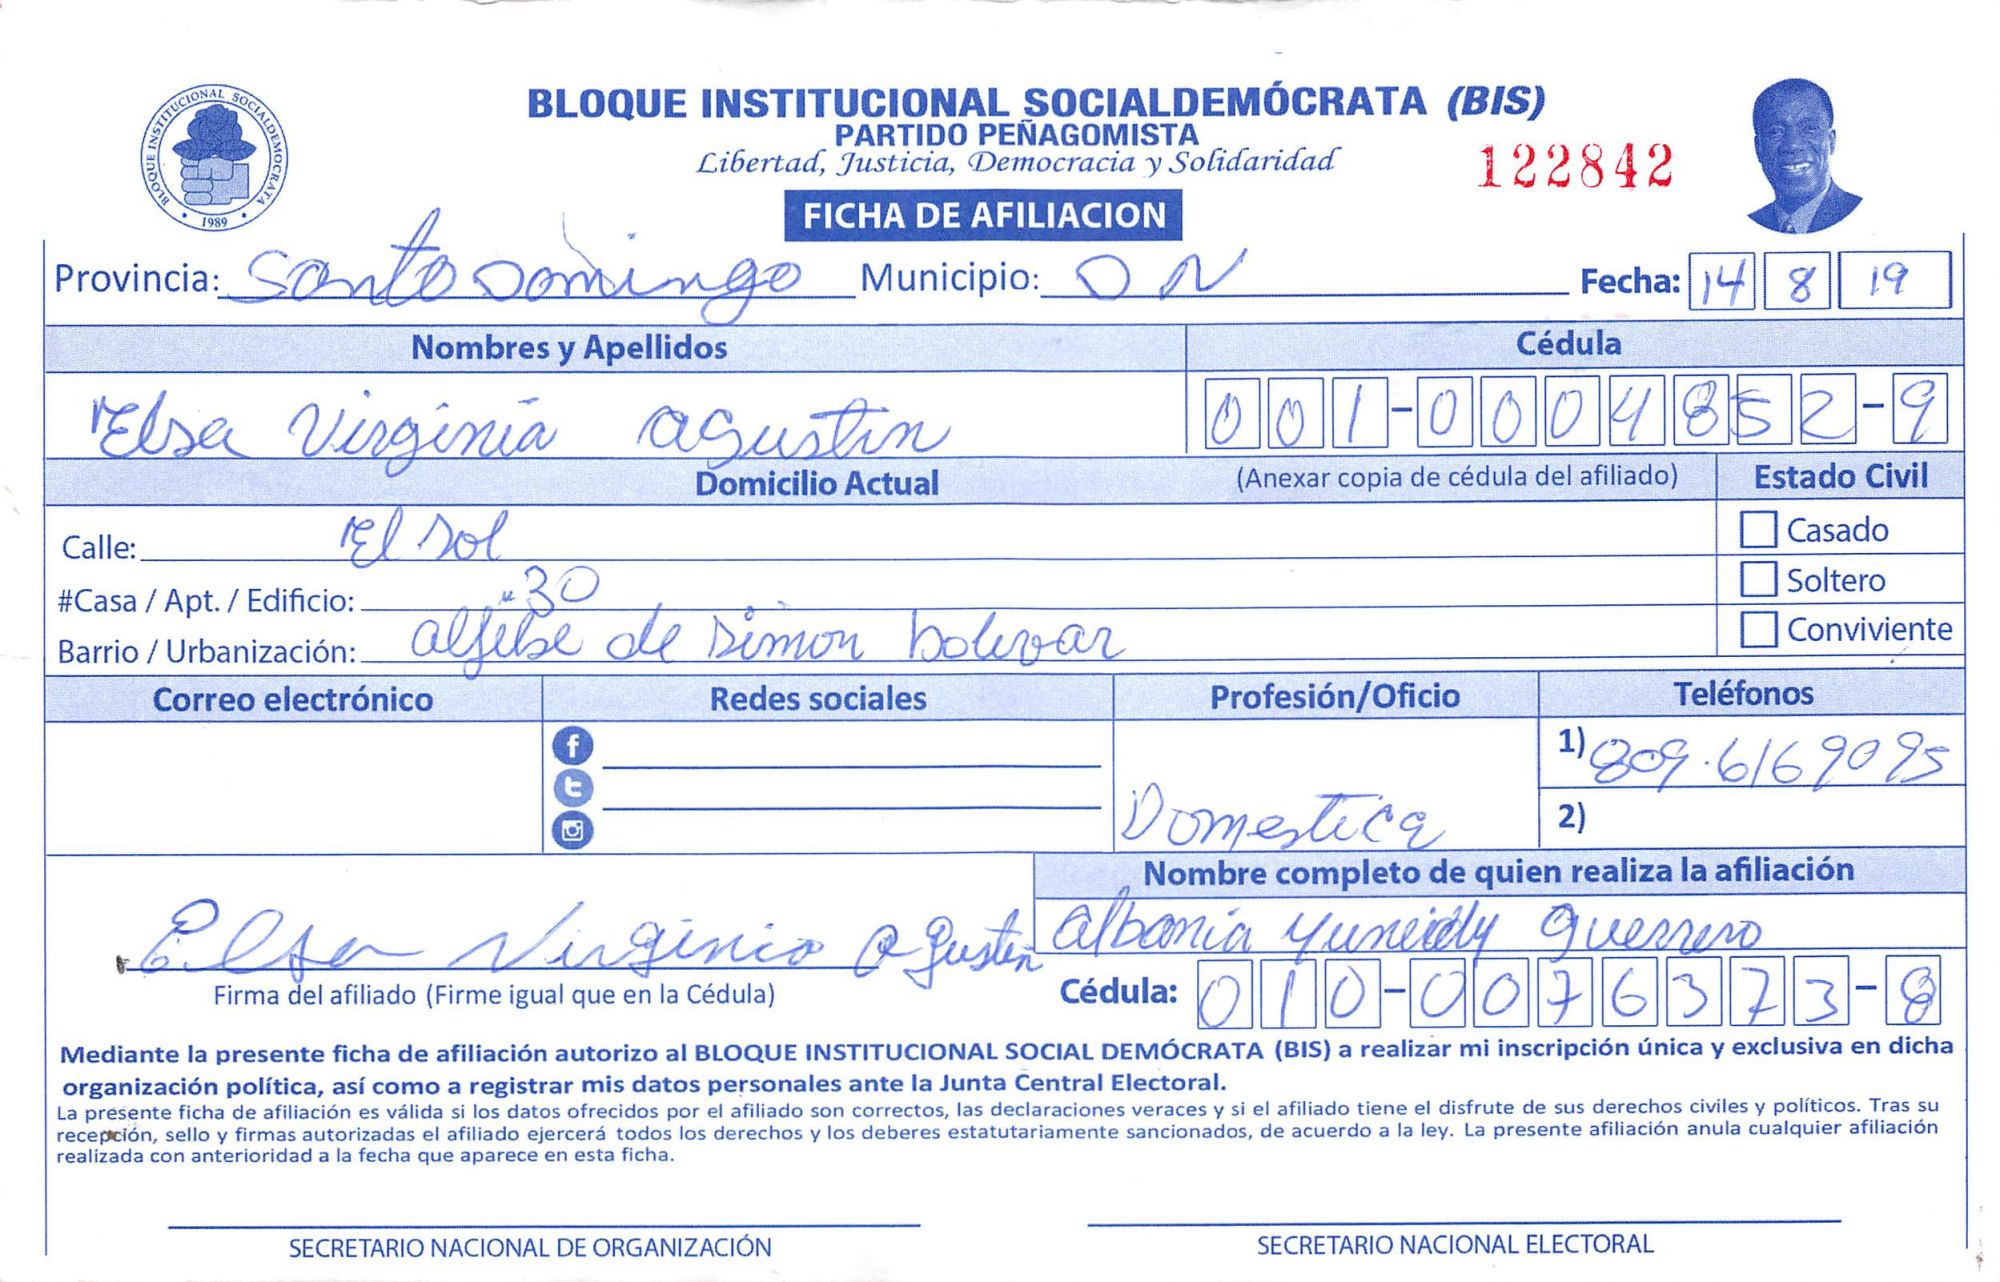 BLOQUE INSTITUCIONAL SOCIALDEMÓCRATA (BIS)
PARTIDO PEÑAGOMISTA
Libertad, Justicia, Democracia y Solidaridad
122842
BLOQUE INSTITUCIONAL SOCIALDEMOCRATA
• 1989 •
FICHA DE AFILIACION
Provincia: Santo Domingo Municipio: DN Fecha: 14 8 19
Nombres y Apellidos Cédula
Elsa Virginia Agustin 001-0004852-9
Domicilio Actual (Anexar copia de cédula del afiliado) Estado Civil
Calle: El Sol Casado
#Casa / Apt. / Edificio: #30 Soltero
Barrio / Urbanización: de Simon bolivar Conviviente
Correo electrónico Redes sociales Profesión/Oficio Teléfonos
1) 809.6169095
Domestica 2)
Nombre completo de quien realiza la afiliación
Elsa Virginia Agustin Albania Yuneidy Guerrero
Firma del afiliado (Firme igual que en la Cédula) Cédula: 010-0076373-8
Mediante la presente ficha de afiliación autorizo al BLOQUE INSTITUCIONAL SOCIAL DEMÓCRATA (BIS) a realizar mi inscripción única y exclusiva en dicha
organización política, así como a registrar mis datos personales ante la Junta Central Electoral.
La presente ficha de afiliación es válida si los datos ofrecidos por el afiliado son correctos, las declaraciones veraces y si el afiliado tiene el disfrute de sus derechos civiles y políticos. Tras su
recepción, sello y firmas autorizadas el afiliado ejercerá todos los derechos y los deberes estatutariamente sancionados, de acuerdo a la ley. La presente afiliación anula cualquier afiliación
realizada con anterioridad a la fecha que aparece en esta ficha.
SECRETARIO NACIONAL DE ORGANIZACIÓN SECRETARIO NACIONAL ELECTORAL